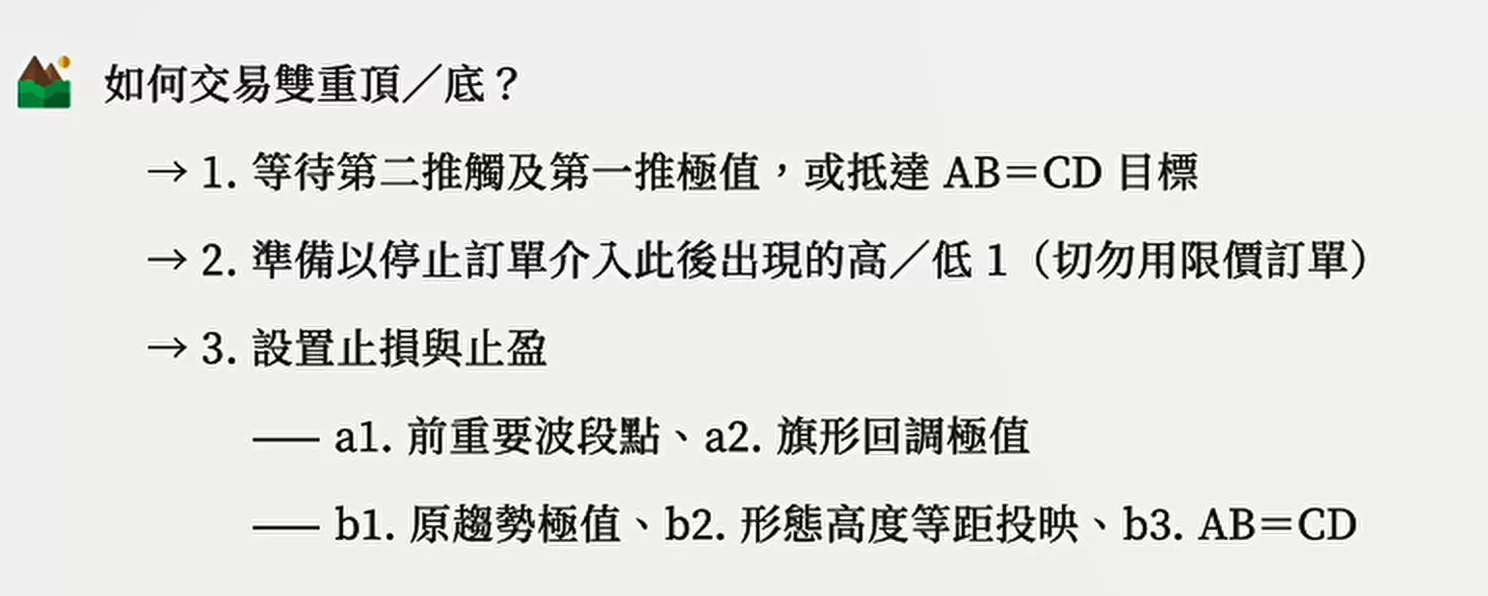 如何交易雙重頂／底？
→ 1. 等待第二推觸及第一推極值，或抵達 AB＝CD 目標
→ 2. 準備以停止訂單介入此後出現的高／低 1（切勿用限價訂單）
→ 3. 設置止損與止盈
—— a1. 前重要波段點、a2. 旗形回調極值
—— b1. 原趨勢極值、b2. 形態高度等距投映、b3. AB＝CD